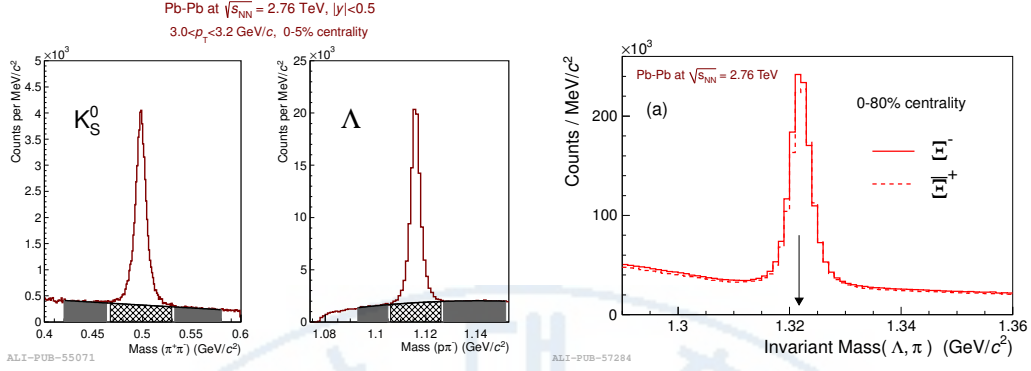 Pb-Pb at √s_NN = 2.76 TeV, |y|<0.5
3.0<p_T<3.2 GeV/c, 0-5% centrality
×10³
Counts per MeV/c²
5
4.5
4
3.5
3
2.5
2
1.5
1
0.5
0
K⁰_S
0.4 0.45 0.5 0.55 0.6
Mass (π⁺π⁻) (GeV/c²)
ALI-PUB-55071
×10³
Counts per MeV/c²
25
20
15
10
5
0
Λ
1.08 1.1 1.12 1.14
Mass (pπ⁻) (GeV/c²)
×10³
Counts / MeV/c²
200
100
0
Pb-Pb at √s_NN = 2.76 TeV
(a)
0-80% centrality
Ξ⁻
Ξ̅⁺
1.3 1.32 1.34 1.36
Invariant Mass( Λ, π ) (GeV/c²)
ALI-PUB-57284